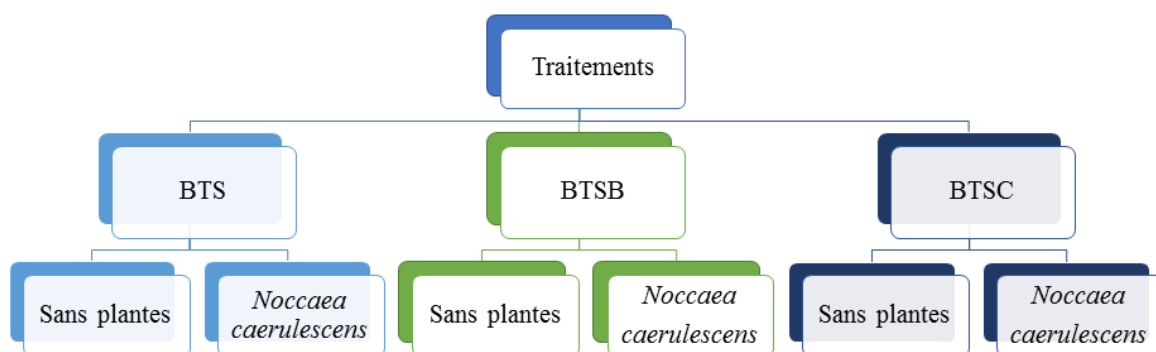 Traitements
BTS
BTSB
BTSC
Sans plantes
Noccaea
caerulescens
Sans plantes
Noccaea
caerulescens
Sans plantes
Noccaea
caerulescens